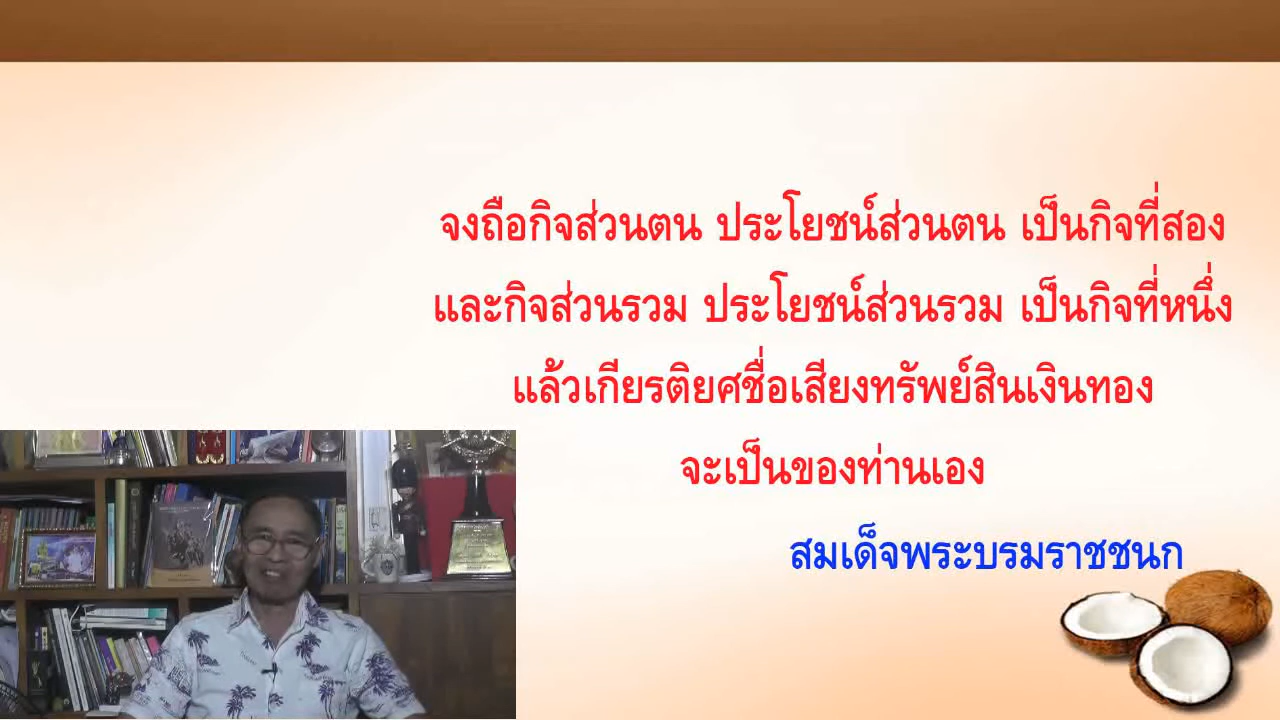 จงถือกิจส่วนตน ประโยชน์ส่วนตน เป็นกิจที่สอง
และกิจส่วนรวม ประโยชน์ส่วนรวม เป็นกิจที่หนึ่ง
แล้วเกียรติยศชื่อเสียงทรัพย์สินเงินทอง
จะเป็นของท่านเอง
สมเด็จพระบรมราชชนก